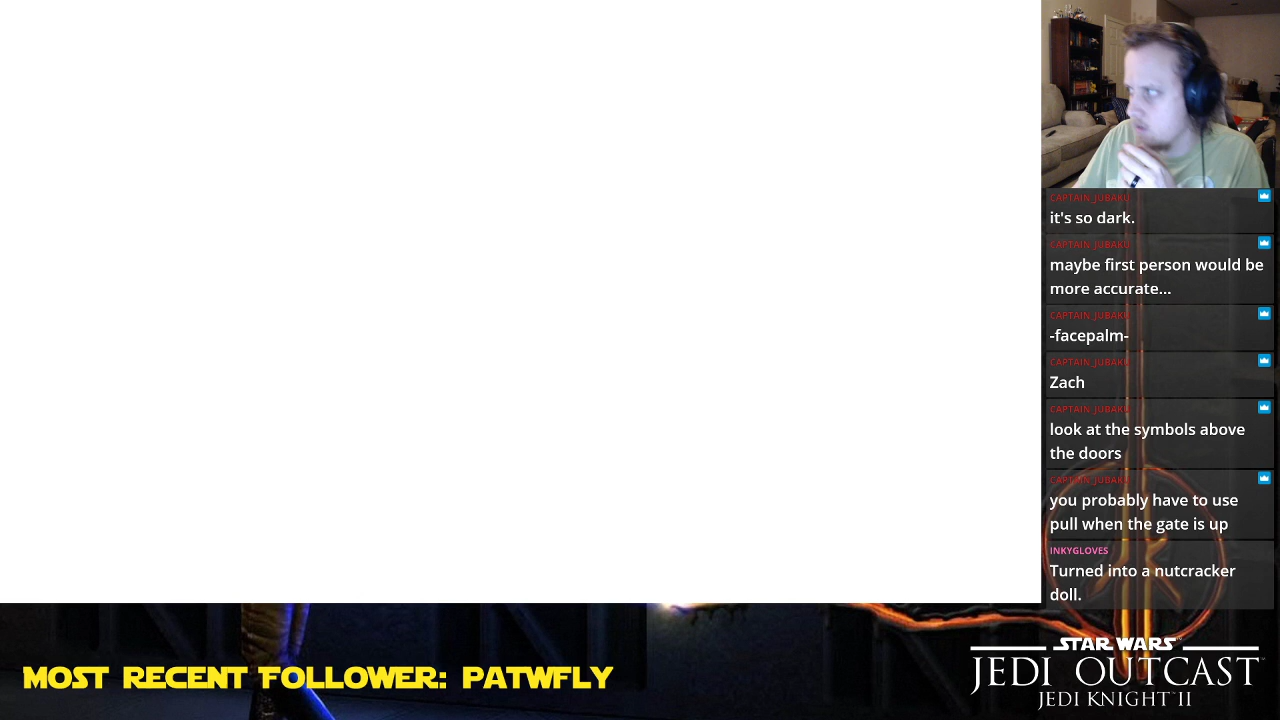 CAPTAIN_JUBAKU
it's so dark.
CAPTAIN_JUBAKU
maybe first person would be
more accurate...
CAPTAIN_JUBAKU
-facepalm-
CAPTAIN_JUBAKU
Zach
CAPTAIN_JUBAKU
look at the symbols above
the doors
CAPTAIN_JUBAKU
you probably have to use
pull when the gate is up
INKYGLOVES
Turned into a nutcracker
doll.
MOST RECENT FOLLOWER: PATWFLY
STAR WARS
JEDI OUTCAST
JEDI KNIGHT II